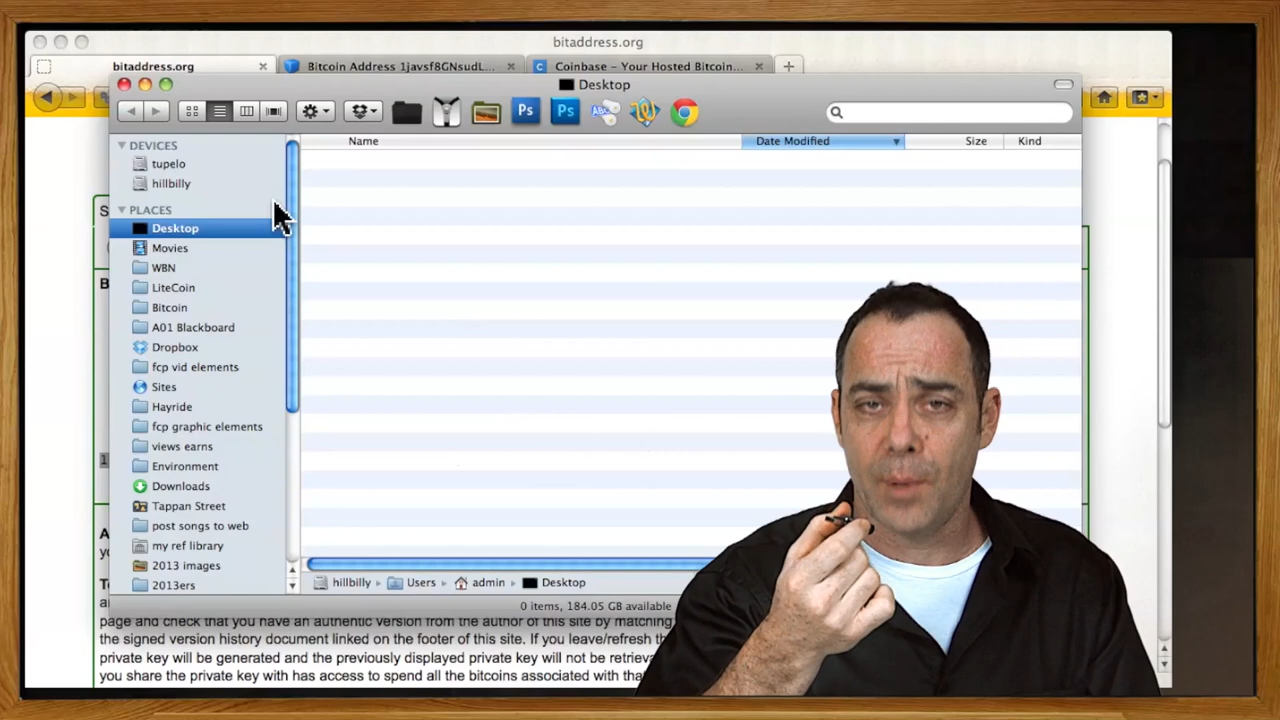 bitaddress.org
bitaddress.org
Bitcoin Address 1javsf8GNsudL...
Coinbase - Your Hosted Bitcoin...
Desktop
Ps
Ps
ABC
Name
Date Modified
Size
Kind
DEVICES
tupelo
hillbilly
PLACES
Desktop
Movies
WBN
LiteCoin
Bitcoin
A01 Blackboard
Dropbox
fcp vid elements
Sites
Hayride
fcp graphic elements
views earns
Environment
Downloads
Tappan Street
post songs to web
my ref library
2013 images
2013ers
S
B
1
A
yo
T
a
hillbilly ▸ Users ▸ admin ▸ Desktop
0 items, 184.05 GB available
page and check that you have an authentic version from the author of this site by matching
the signed version history document linked on the footer of this site. If you leave/refresh th
private key will be generated and the previously displayed private key will not be retrieva
you share the private key with has access to spend all the bitcoins associated with tha